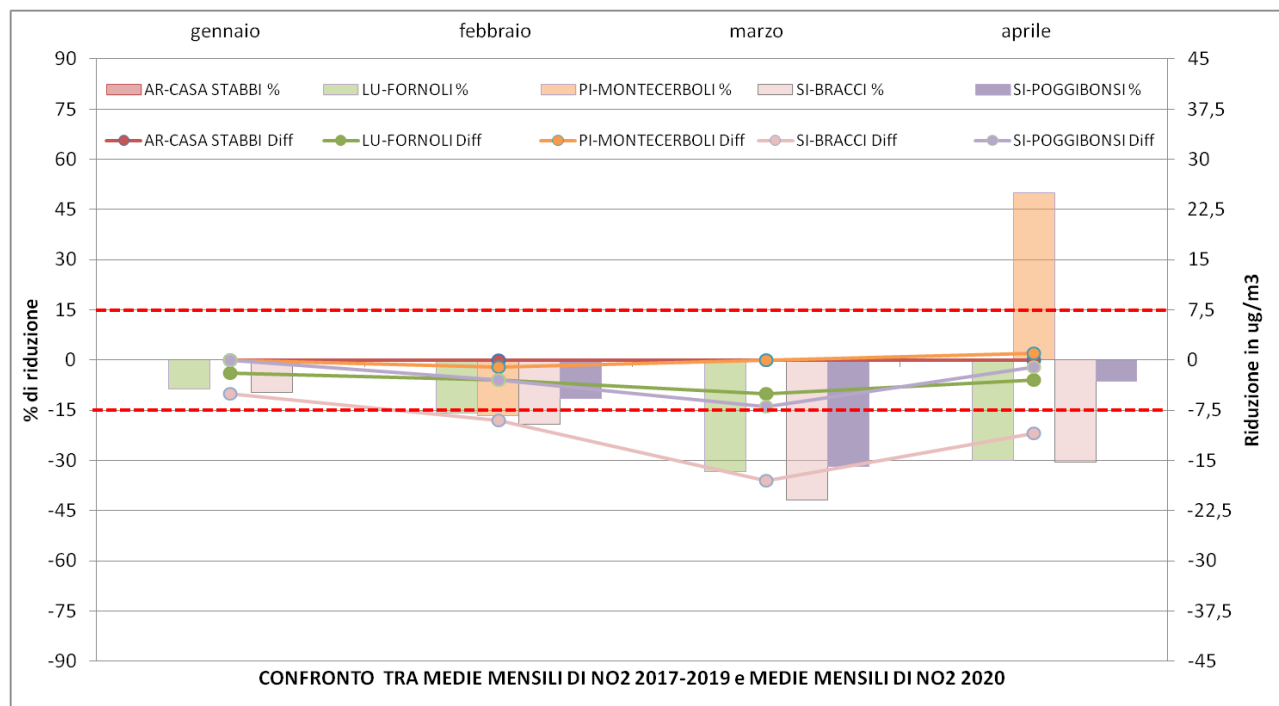 gennaio febbraio marzo aprile
90 45
AR-CASA STABBI % LU-FORNOLI % PI-MONTECERBOLI % SI-BRACCI % SI-POGGIBONSI %
75 37,5
AR-CASA STABBI Diff LU-FORNOLI Diff PI-MONTECERBOLI Diff SI-BRACCI Diff SI-POGGIBONSI Diff
60 30
45 22,5
30 15
15 7,5
0 0
-15 -7,5
-30 -15
-45 -22,5
-60 -30
-75 -37,5
-90 -45
% di riduzione
Riduzione in ug/m3
CONFRONTO TRA MEDIE MENSILI DI NO2 2017-2019 e MEDIE MENSILI DI NO2 2020